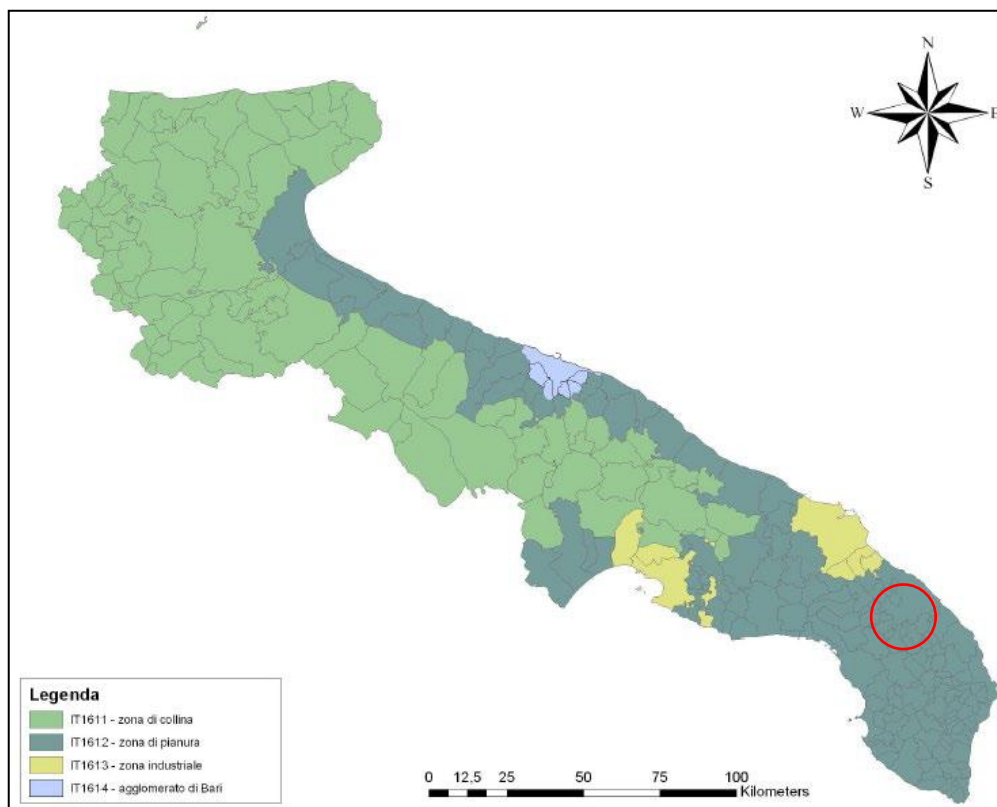 N
W E
S
Legenda
IT1611 - zona di collina
IT1612 - zona di pianura
IT1613 - zona industriale
IT1614 - agglomerato di Bari
0 12,5 25 50 75 100
Kilometers